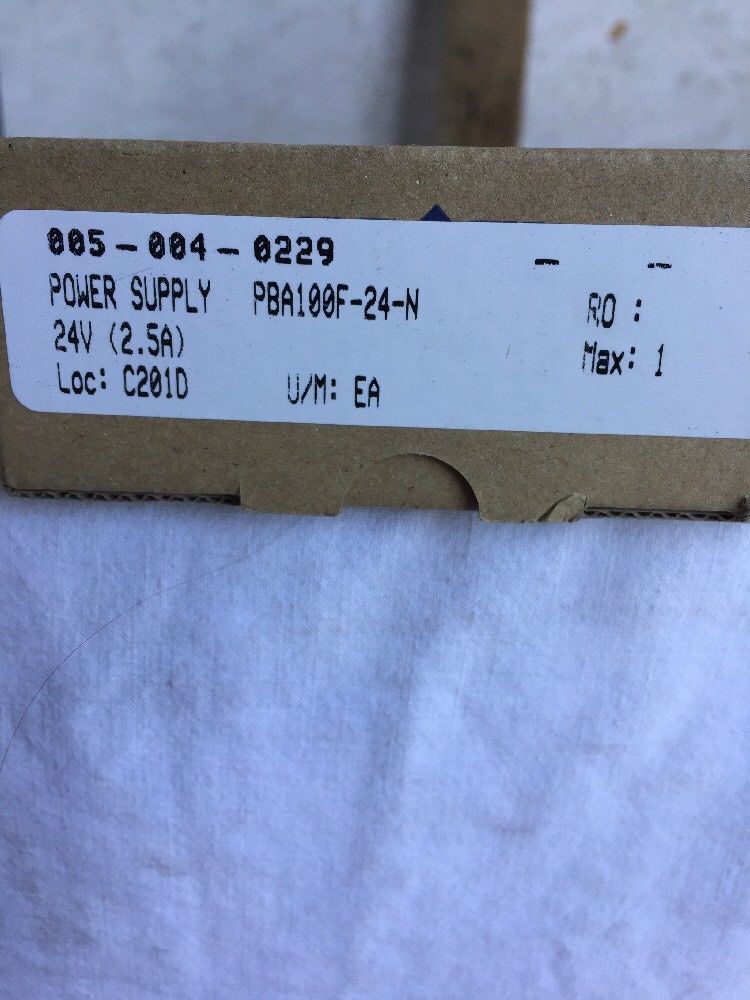 005-004-0229 - -
POWER SUPPLY PBA100F-24-N RO :
24V (2.5A) Max: 1
Loc: C201D U/M: EA